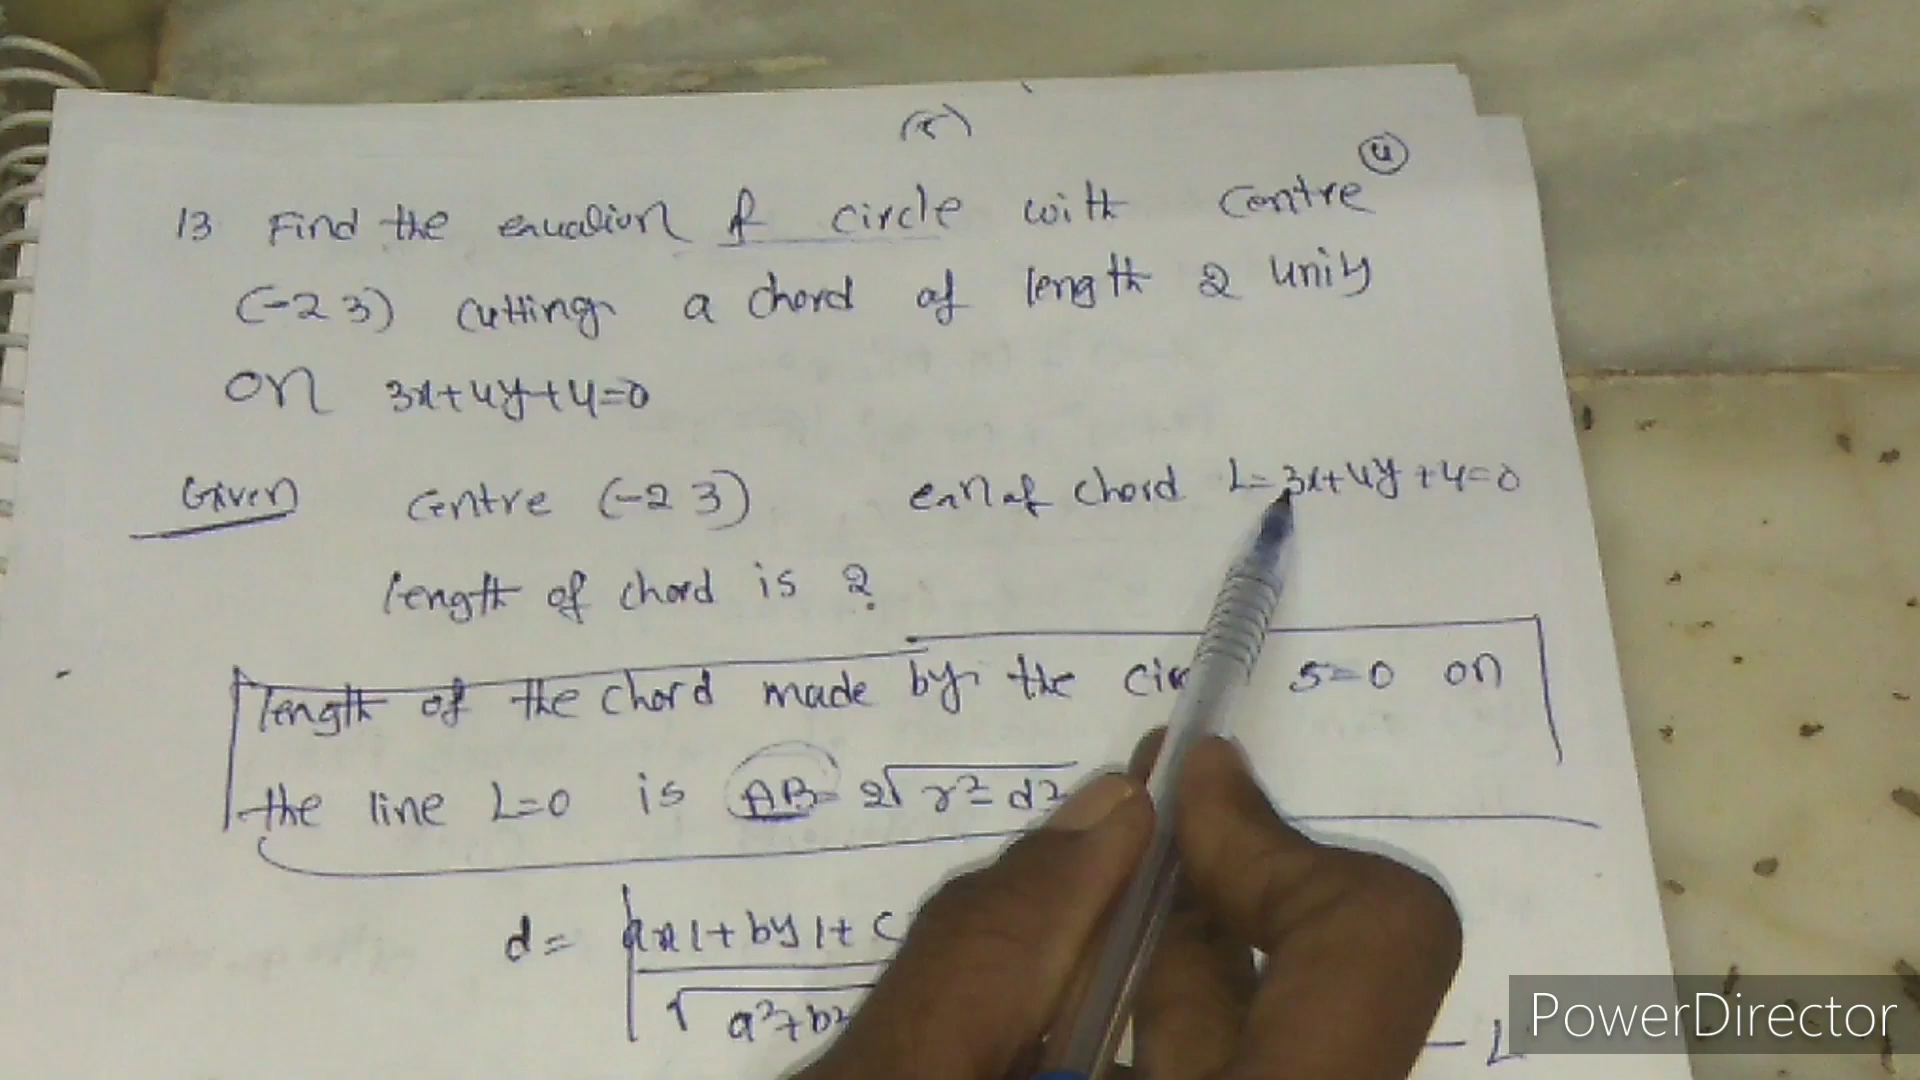 (5)
4
13 Find the equation of circle with centre
(-2 3) cutting a chord of length 2 units
on 3x+4y+4=0
Given centre (-2 3) eqn of chord L=3x+4y+4=0
length of chord is 2.
length of the chord made by the S=0 on
the line L=0 is AB= 2√r²-d²
d= |ax1+by1+c
√a²+b²
- L
PowerDirector